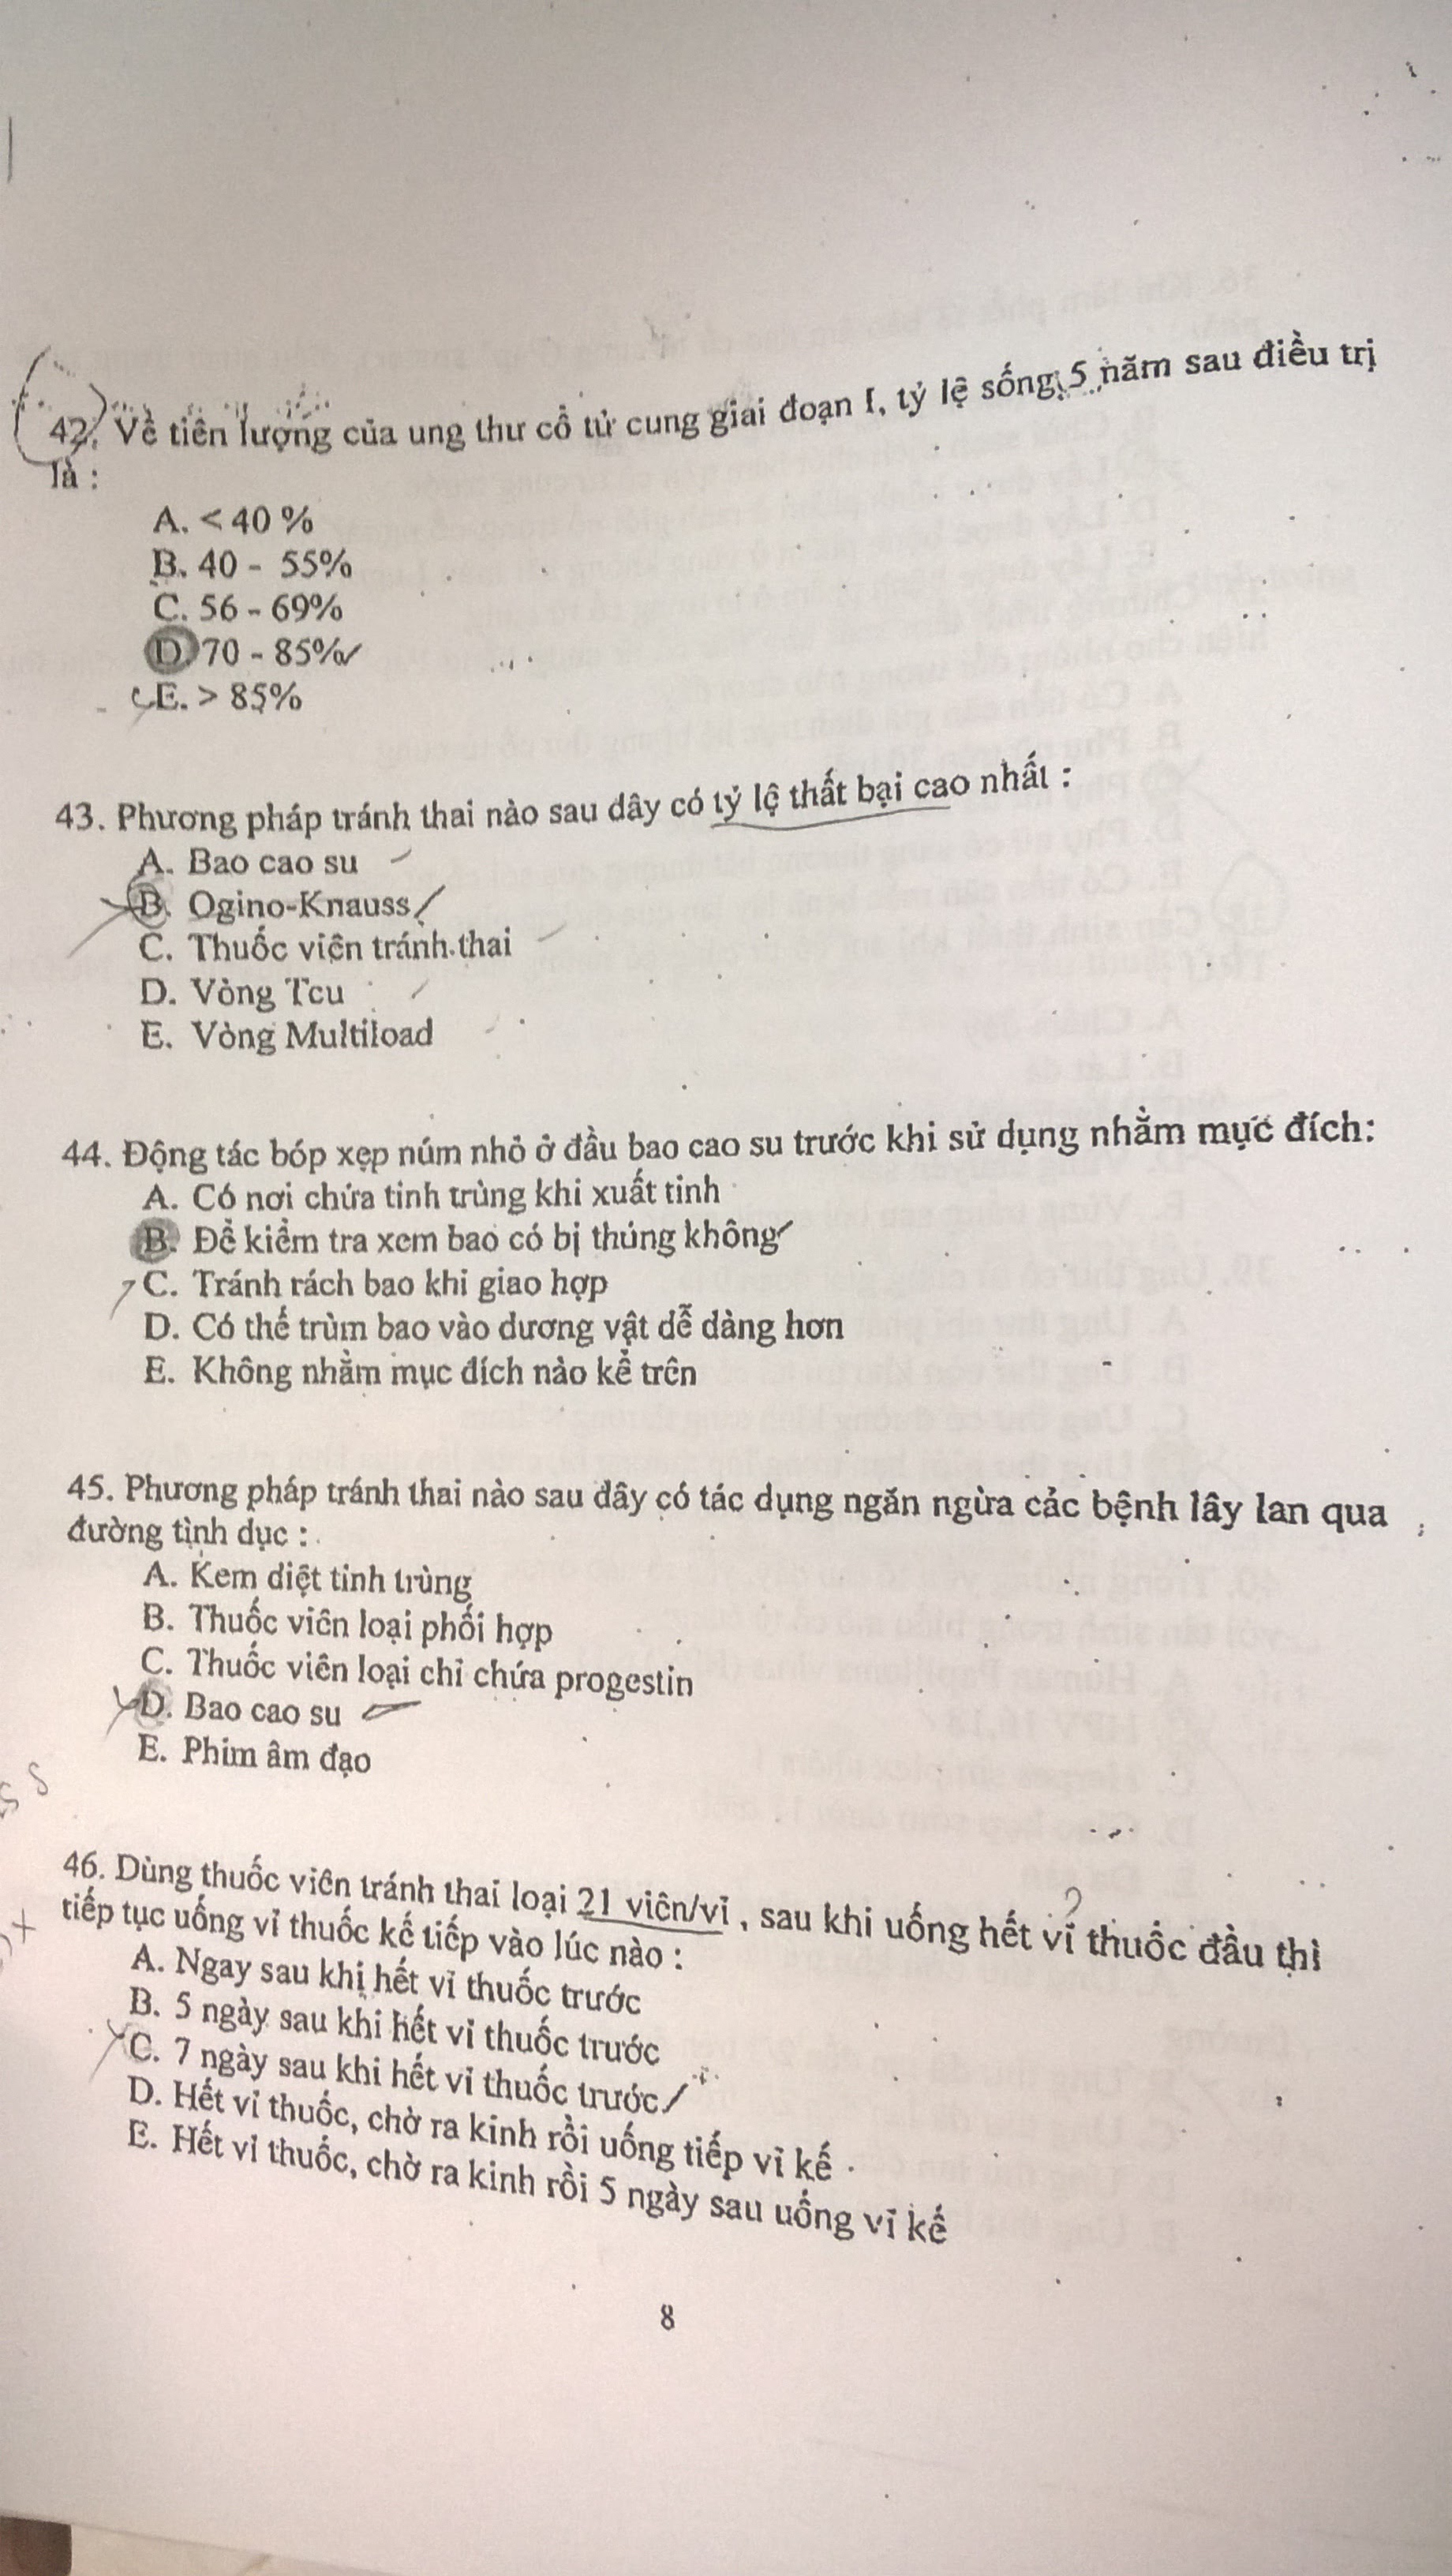 42. Về tiên lượng của ung thư cổ tử cung giai đoạn I, tỷ lệ sống 5 năm sau điều trị
là :
A. < 40 %
B. 40 - 55%
C. 56 - 69%
D. 70 - 85%
E. > 85%
43. Phương pháp tránh thai nào sau dây có tỷ lệ thất bại cao nhất :
A. Bao cao su
B. Ogino-Knauss
C. Thuốc viên tránh thai
D. Vòng Tcu
E. Vòng Multiload
44. Động tác bóp xẹp núm nhỏ ở đầu bao cao su trước khi sử dụng nhằm mục đích:
A. Có nơi chứa tinh trùng khi xuất tinh
B. Để kiểm tra xem bao có bị thủng không
C. Tránh rách bao khi giao hợp
D. Có thể trùm bao vào dương vật dễ dàng hơn
E. Không nhằm mục đích nào kể trên
45. Phương pháp tránh thai nào sau đây có tác dụng ngăn ngừa các bệnh lây lan qua
đường tình dục :
A. Kem diệt tinh trùng
B. Thuốc viên loại phối hợp
C. Thuốc viên loại chỉ chứa progestin
D. Bao cao su
E. Phim âm đạo
46. Dùng thuốc viên tránh thai loại 21 viên/vỉ , sau khi uống hết vỉ thuốc đầu thì
tiếp tục uống vỉ thuốc kế tiếp vào lúc nào :
A. Ngay sau khi hết vỉ thuốc trước
B. 5 ngày sau khi hết vỉ thuốc trước
C. 7 ngày sau khi hết vỉ thuốc trước
D. Hết vỉ thuốc, chờ ra kinh rồi uống tiếp vỉ kế
E. Hết vỉ thuốc, chờ ra kinh rồi 5 ngày sau uống vỉ kế
8